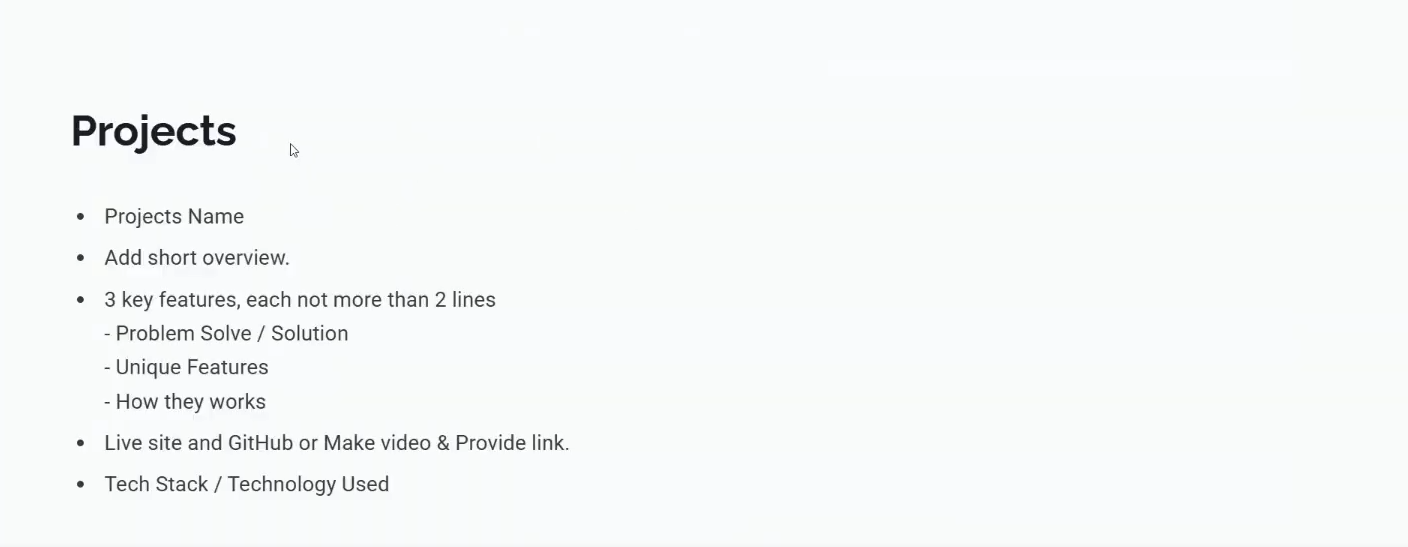 Projects
• Projects Name
• Add short overview.
• 3 key features, each not more than 2 lines
- Problem Solve / Solution
- Unique Features
- How they works
• Live site and GitHub or Make video & Provide link.
• Tech Stack / Technology Used